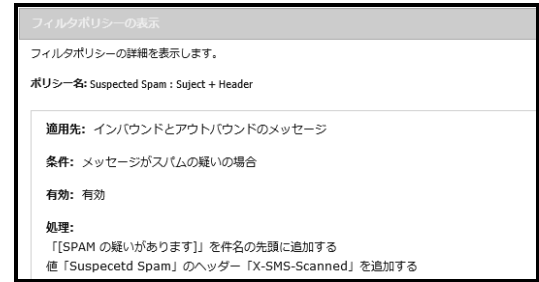 フィルタポリシーの表示
フィルタポリシーの詳細を表示します。
ポリシー名: Suspected Spam : Suject + Header
適用先: インバウンドとアウトバウンドのメッセージ
条件: メッセージがスパムの疑いの場合
有効: 有効
処理:
「[SPAM の疑いがあります]」を件名の先頭に追加する
値「Suspecetd Spam」のヘッダー「X-SMS-Scanned」を追加する